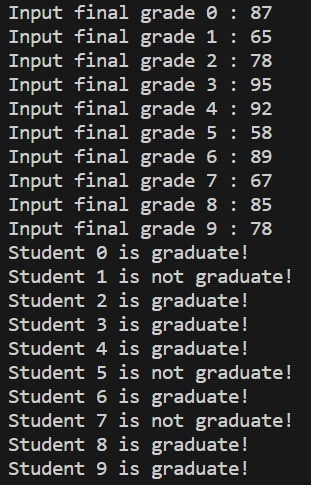 Input final grade 0 : 87
Input final grade 1 : 65
Input final grade 2 : 78
Input final grade 3 : 95
Input final grade 4 : 92
Input final grade 5 : 58
Input final grade 6 : 89
Input final grade 7 : 67
Input final grade 8 : 85
Input final grade 9 : 78
Student 0 is graduate!
Student 1 is not graduate!
Student 2 is graduate!
Student 3 is graduate!
Student 4 is graduate!
Student 5 is not graduate!
Student 6 is graduate!
Student 7 is not graduate!
Student 8 is graduate!
Student 9 is graduate!